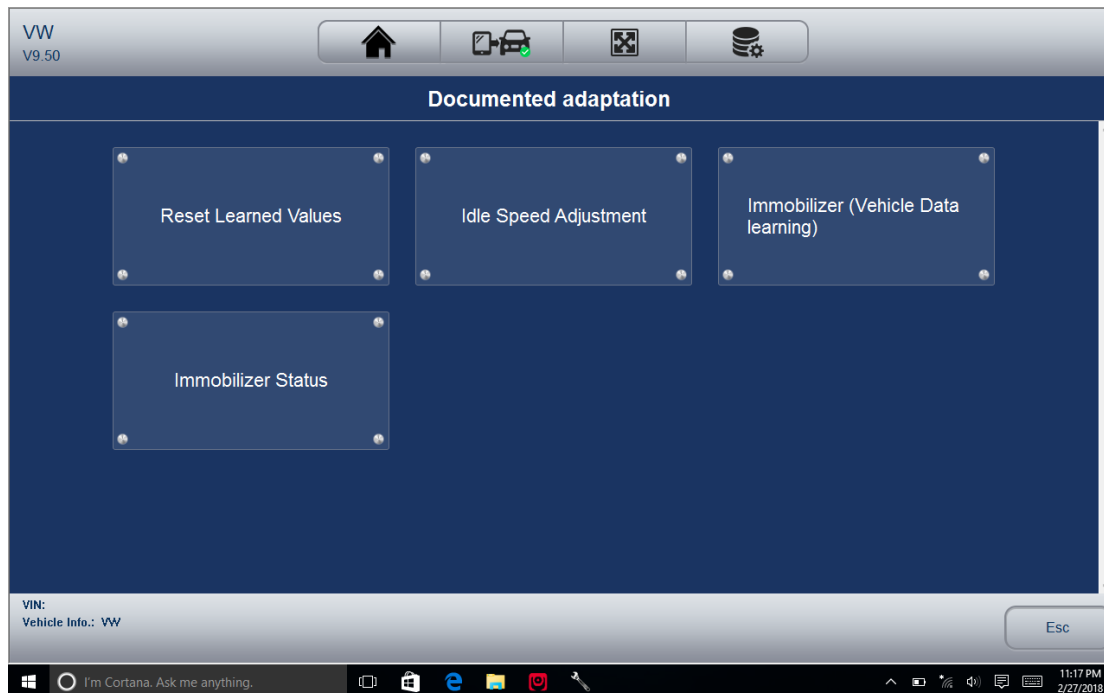 VW
V9.50
Documented adaptation
Reset Learned Values
Idle Speed Adjustment
Immobilizer (Vehicle Data
learning)
Immobilizer Status
VIN:
Vehicle Info.: VW
Esc
I'm Cortana. Ask me anything.
11:17 PM
2/27/2018